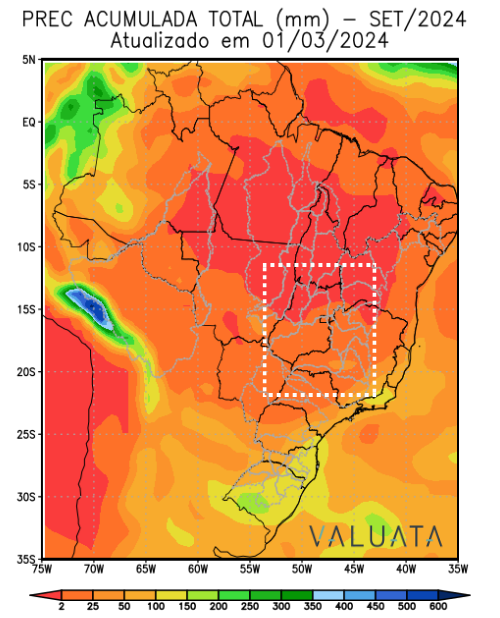 PREC ACUMULADA TOTAL (mm) – SET/2024
Atualizado em 01/03/2024
5N
EQ
5S
10S
15S
20S
25S
30S
35S
VALUATA
75W 70W 65W 60W 55W 50W 45W 40W 35W
2 25 50 100 150 200 250 300 350 400 450 500 600